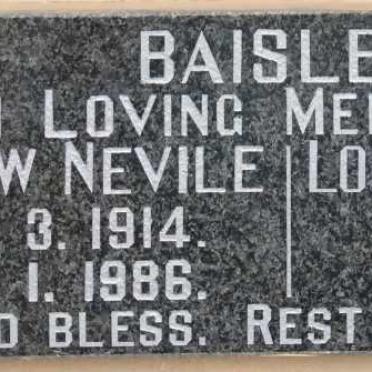 BAISLE
LOVING MEM
W NEVILE LO
3. 1914.
1. 1986.
D BLESS. REST